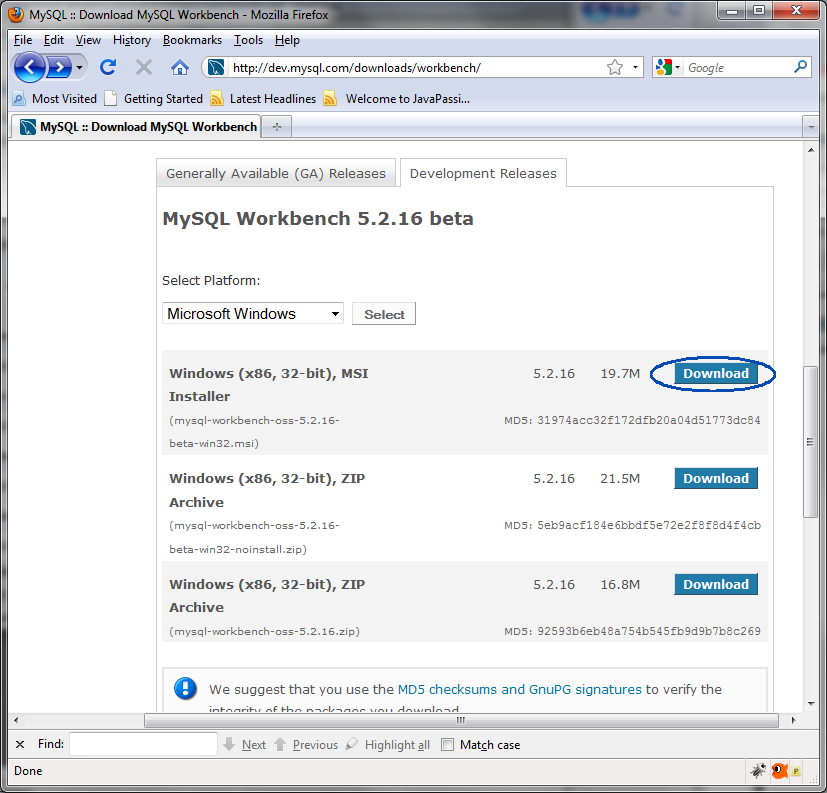 MySQL :: Download MySQL Workbench - Mozilla Firefox
File Edit View History Bookmarks Tools Help
http://dev.mysql.com/downloads/workbench/
Google
Most Visited Getting Started Latest Headlines Welcome to JavaPassi...
MySQL :: Download MySQL Workbench
Generally Available (GA) Releases Development Releases
MySQL Workbench 5.2.16 beta
Select Platform:
Microsoft Windows Select
Windows (x86, 32-bit), MSI 5.2.16 19.7M Download
Installer
(mysql-workbench-oss-5.2.16- MD5: 31974acc32f172dfb20a04d51773dc84
beta-win32.msi)
Windows (x86, 32-bit), ZIP 5.2.16 21.5M Download
Archive
(mysql-workbench-oss-5.2.16- MD5: 5eb9acf184e6bbdf5e72e2f8f8d4f4cb
beta-win32-noinstall.zip)
Windows (x86, 32-bit), ZIP 5.2.16 16.8M Download
Archive
(mysql-workbench-oss-5.2.16.zip) MD5: 92593b6eb48a754b545fb9d9b7b8c269
We suggest that you use the MD5 checksums and GnuPG signatures to verify the
integrity of the packages you download.
Find: Next Previous Highlight all Match case
Done